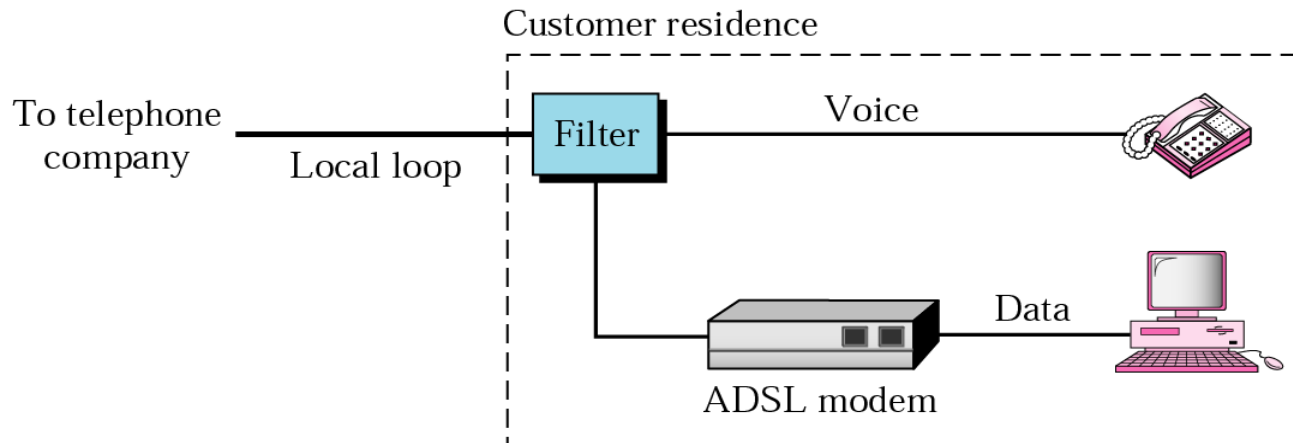 Customer residence
To telephone
company
Local loop
Filter
Voice
Data
ADSL modem